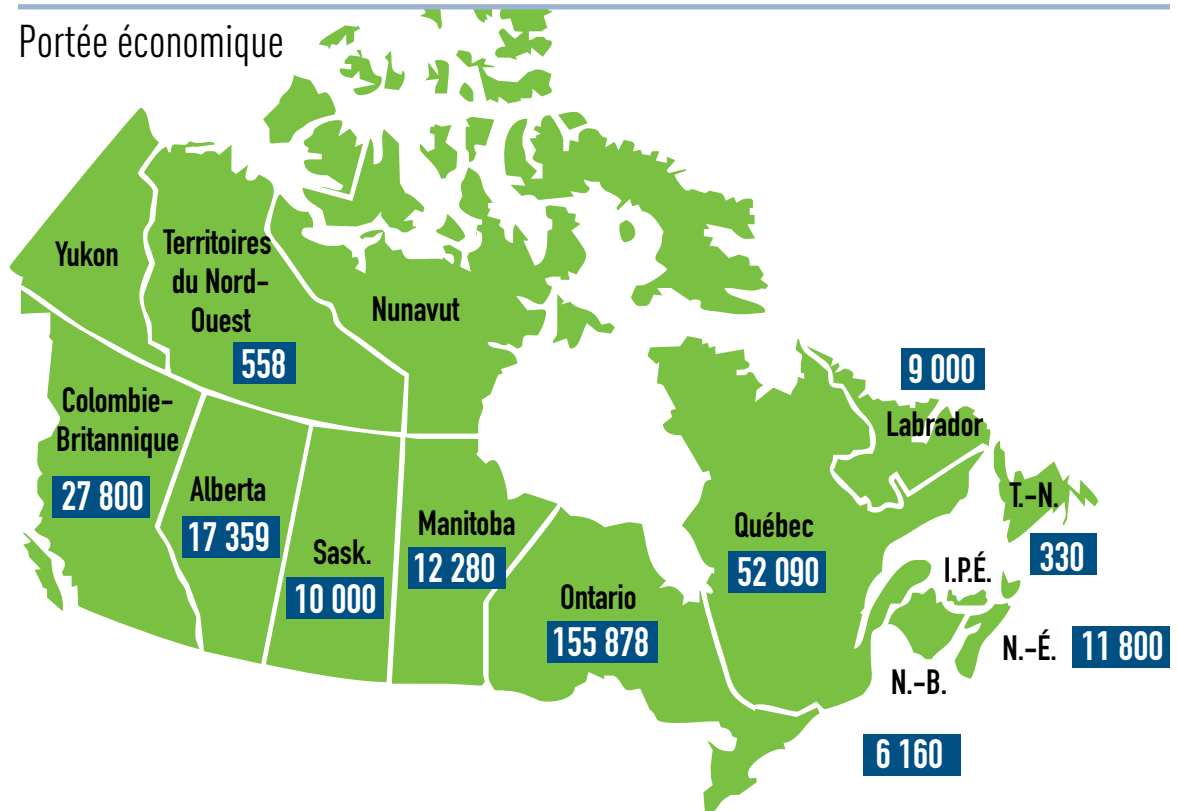 Portée économique
Yukon
Territoires
du Nord-
Ouest
558
Nunavut
Colombie-
Britannique
27 800
Alberta
17 359
Sask.
10 000
Manitoba
12 280
Ontario
155 878
Québec
52 090
9 000
Labrador
T.-N.
330
I.P.É.
N.-É.
11 800
N.-B.
6 160